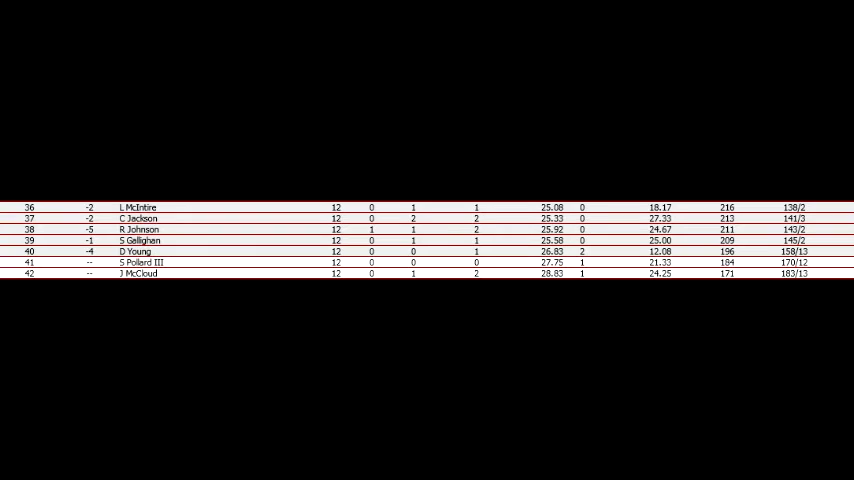 36 -2 L McIntire 12 0 1 1 25.08 0 18.17 216 138/2
37 -2 C Jackson 12 0 2 2 25.33 0 27.33 213 141/3
38 -5 R Johnson 12 1 1 2 25.92 0 24.67 211 143/2
39 -1 S Gallighan 12 0 1 1 25.58 0 25.00 209 145/2
40 -4 D Young 12 0 0 1 26.83 2 12.08 196 158/13
41 -- S Pollard III 12 0 0 0 27.75 1 21.33 184 170/12
42 -- J McCloud 12 0 1 2 28.83 1 24.25 171 183/13